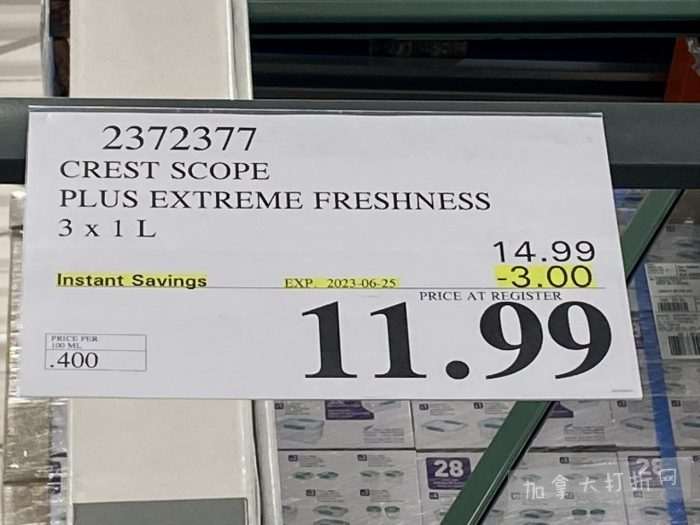 2372377
CREST SCOPE
PLUS EXTREME FRESHNESS
3 x 1 L
14.99
Instant Savings EXP. 2023-06-25 -3.00
PRICE AT REGISTER
11.99
PRICE PER
100 ML
.400
28
28
加拿大打折网